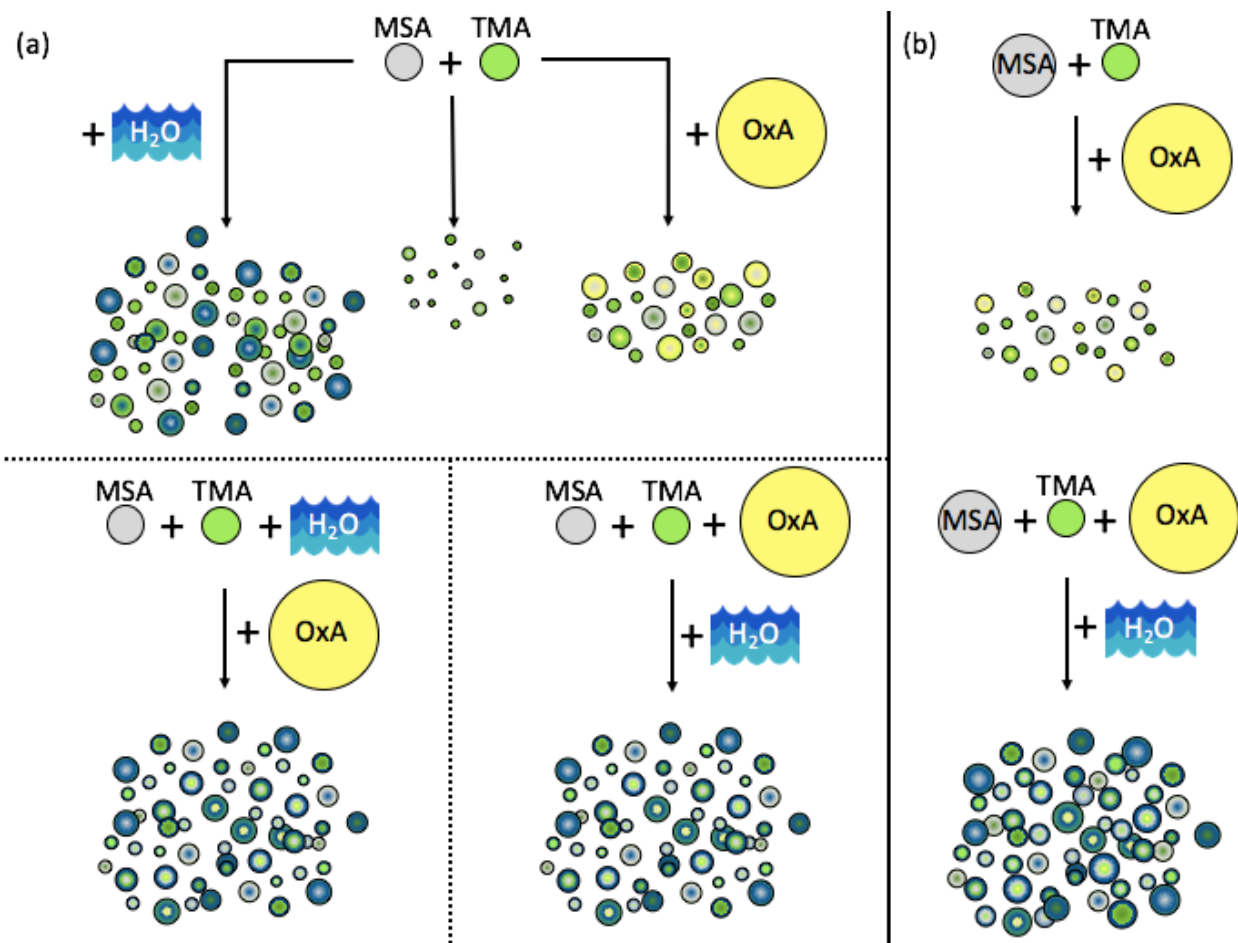 (a)
MSA TMA
+
+ H₂O
+ OxA
MSA TMA
+ + H₂O
+ OxA
MSA TMA
+ + OxA
+ H₂O
(b)
TMA
MSA +
+ OxA
TMA
MSA + + OxA
+ H₂O